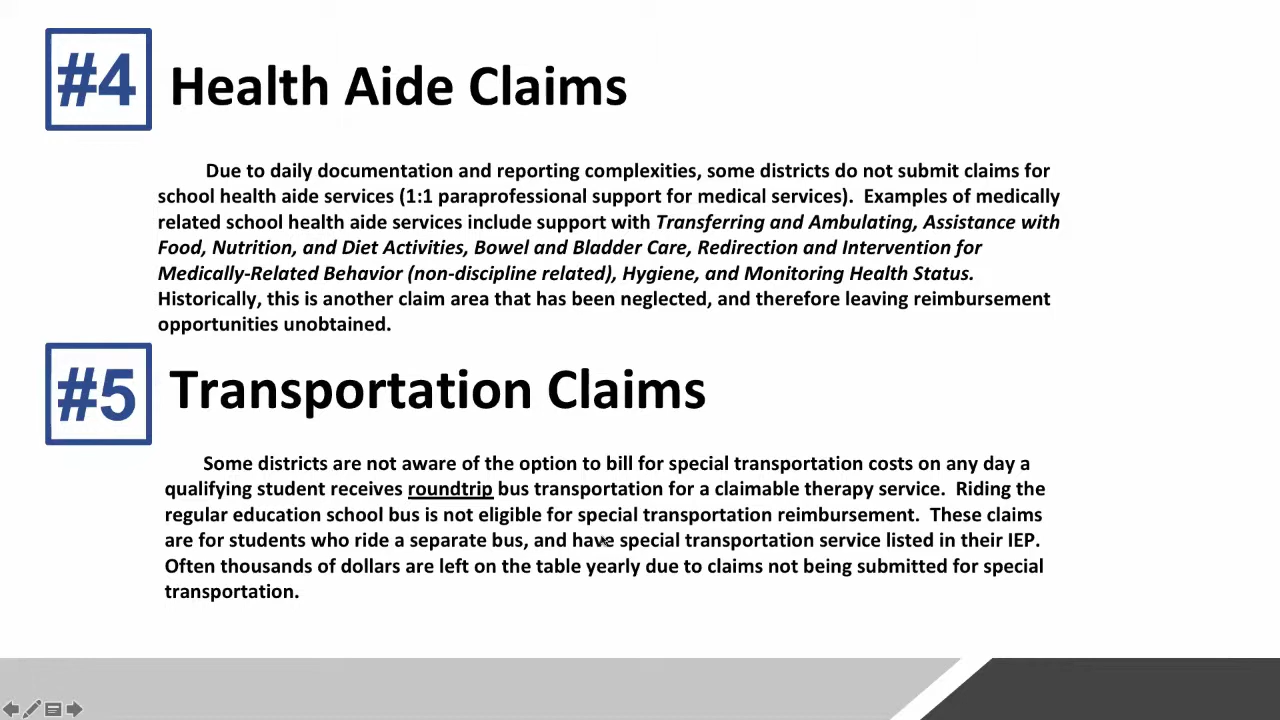 #4
Health Aide Claims
Due to daily documentation and reporting complexities, some districts do not submit claims for
school health aide services (1:1 paraprofessional support for medical services).  Examples of medically
related school health aide services include support with Transferring and Ambulating, Assistance with
Food, Nutrition, and Diet Activities, Bowel and Bladder Care, Redirection and Intervention for
Medically-Related Behavior (non-discipline related), Hygiene, and Monitoring Health Status.
Historically, this is another claim area that has been neglected, and therefore leaving reimbursement
opportunities unobtained.
#5
Transportation Claims
Some districts are not aware of the option to bill for special transportation costs on any day a
qualifying student receives roundtrip bus transportation for a claimable therapy service.  Riding the
regular education school bus is not eligible for special transportation reimbursement.  These claims
are for students who ride a separate bus, and have special transportation service listed in their IEP.
Often thousands of dollars are left on the table yearly due to claims not being submitted for special
transportation.